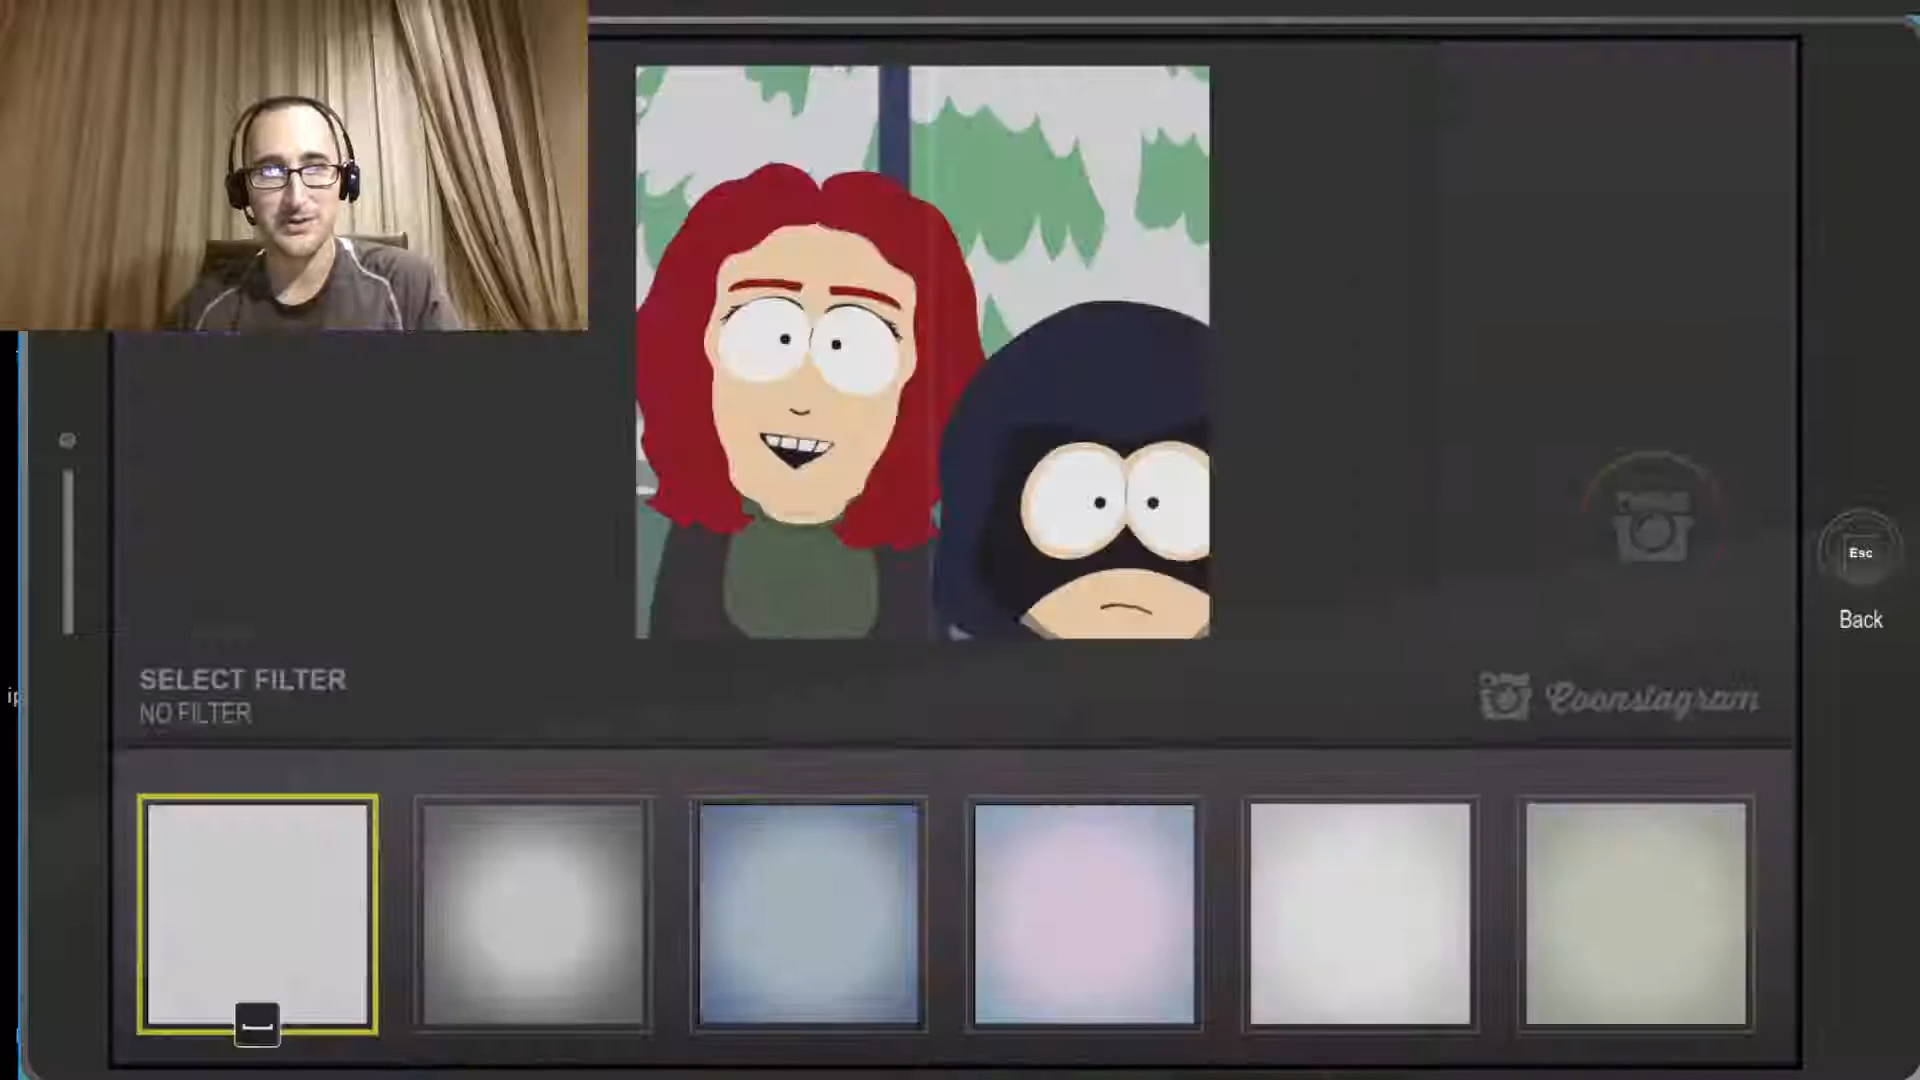 Esc
Back
SELECT FILTER
NO FILTER
Coonstagram